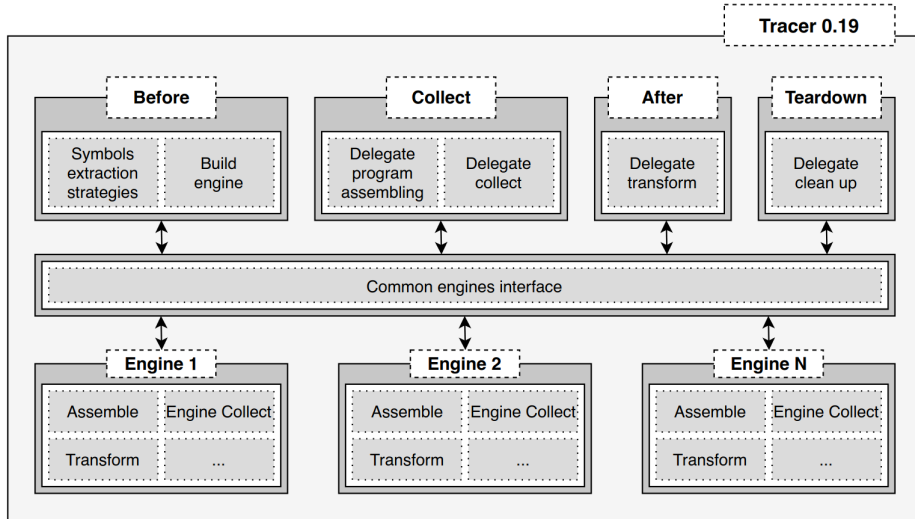 Tracer 0.19
Before
Collect
After
Teardown
Symbols
extraction
strategies
Build
engine
Delegate
program
assembling
Delegate
collect
Delegate
transform
Delegate
clean up
Common engines interface
Engine 1
Engine 2
Engine N
Assemble
Engine Collect
Transform
...
Assemble
Engine Collect
Transform
...
Assemble
Engine Collect
Transform
...